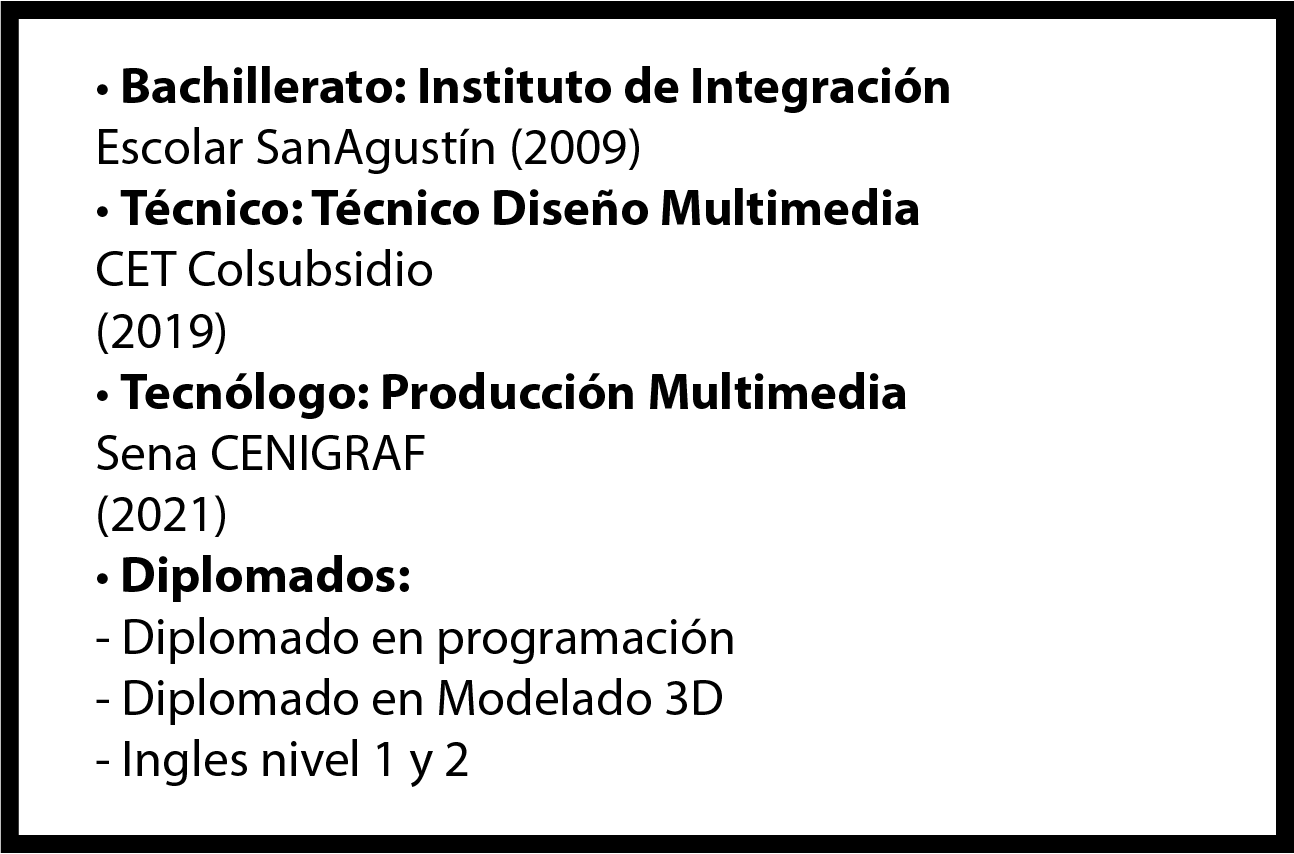 • Bachillerato: Instituto de Integración
Escolar SanAgustín (2009)
• Técnico: Técnico Diseño Multimedia
CET Colsubsidio
(2019)
• Tecnólogo: Producción Multimedia
Sena CENIGRAF
(2021)
• Diplomados:
- Diplomado en programación
- Diplomado en Modelado 3D
- Ingles nivel 1 y 2